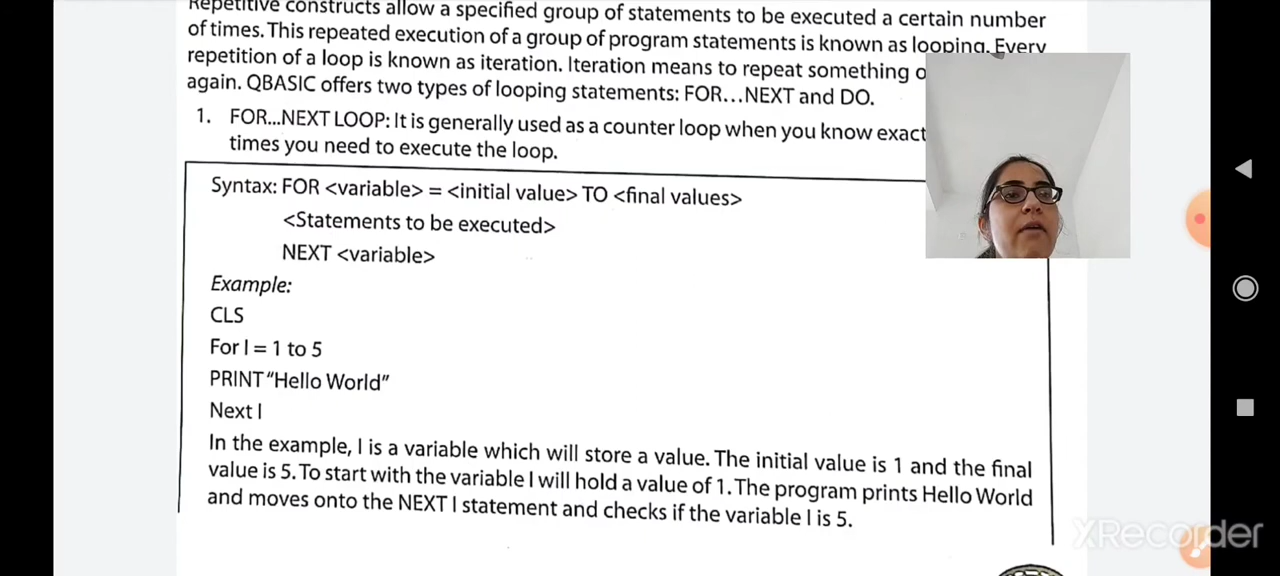 Repetitive constructs allow a specified group of statements to be executed a certain number
of times. This repeated execution of a group of program statements is known as looping. Every
repetition of a loop is known as iteration. Iteration means to repeat something
again. QBASIC offers two types of looping statements: FOR...NEXT and DO.
1. FOR...NEXT LOOP: It is generally used as a counter loop when you know
times you need to execute the loop.
Syntax: FOR <variable> = <initial value> TO <final values>
<Statements to be executed>
NEXT <variable>
Example:
CLS
For I = 1 to 5
PRINT "Hello World"
Next I
In the example, I is a variable which will store a value. The initial value is 1 and the final
value is 5. To start with the variable I will hold a value of 1. The program prints Hello World
and moves onto the NEXT I statement and checks if the variable I is 5.
XRecorder